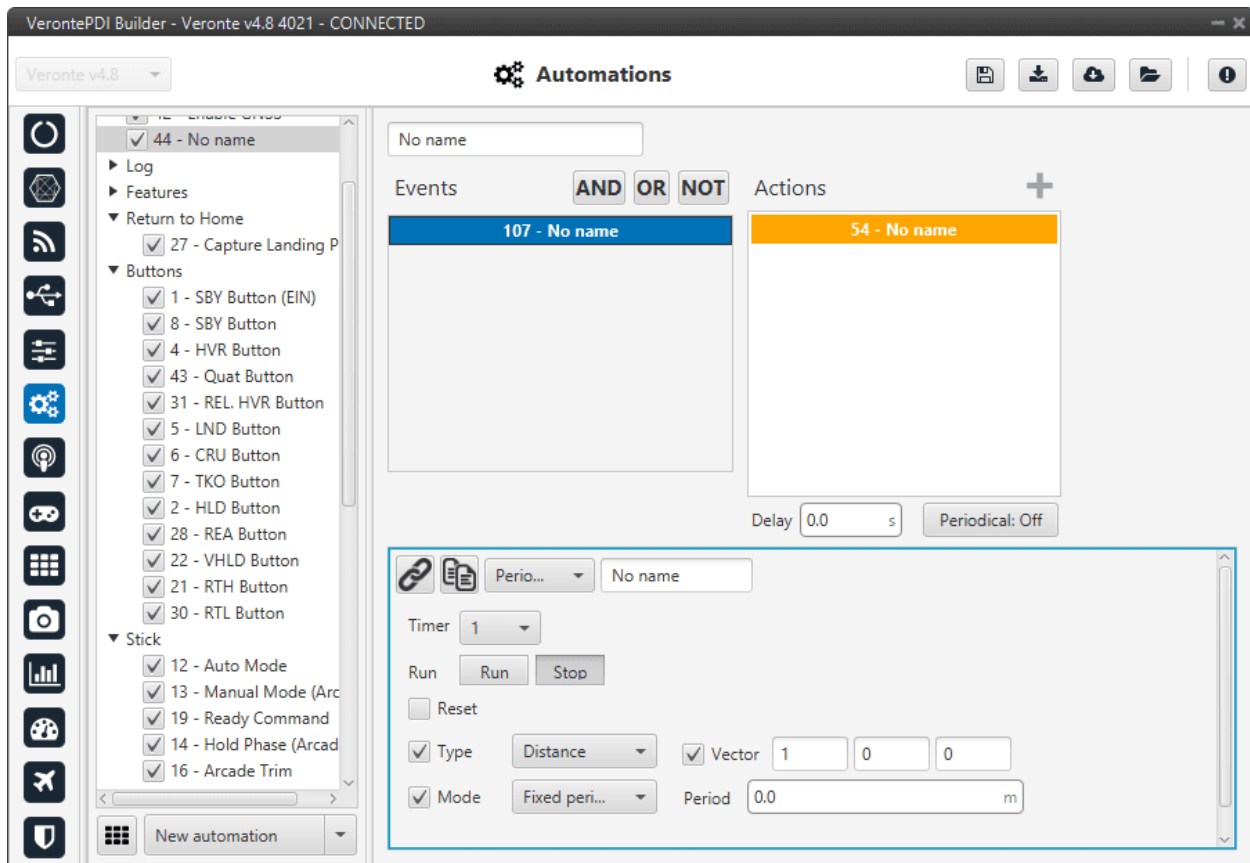 VerontePDI Builder - Veronte v4.8 4021 - CONNECTED
Veronte v4.8
Automations
42 - Enable GNSS
44 - No name
Log
Features
Return to Home
27 - Capture Landing P
Buttons
1 - SBY Button (EIN)
8 - SBY Button
4 - HVR Button
43 - Quat Button
31 - REL. HVR Button
5 - LND Button
6 - CRU Button
7 - TKO Button
2 - HLD Button
28 - REA Button
22 - VHLD Button
21 - RTH Button
30 - RTL Button
Stick
12 - Auto Mode
13 - Manual Mode (Arc
19 - Ready Command
14 - Hold Phase (Arcad
16 - Arcade Trim
New automation
No name
Events AND OR NOT Actions
107 - No name
54 - No name
Delay 0.0 s Periodical: Off
Perio... No name
Timer 1
Run Run Stop
Reset
Type Distance Vector 1 0 0
Mode Fixed peri... Period 0.0 m